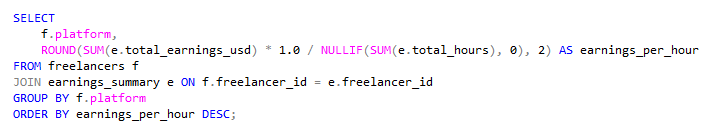 SELECT
f.platform,
ROUND(SUM(e.total_earnings_usd) * 1.0 / NULLIF(SUM(e.total_hours), 0), 2) AS earnings_per_hour
FROM freelancers f
JOIN earnings_summary e ON f.freelancer_id = e.freelancer_id
GROUP BY f.platform
ORDER BY earnings_per_hour DESC;